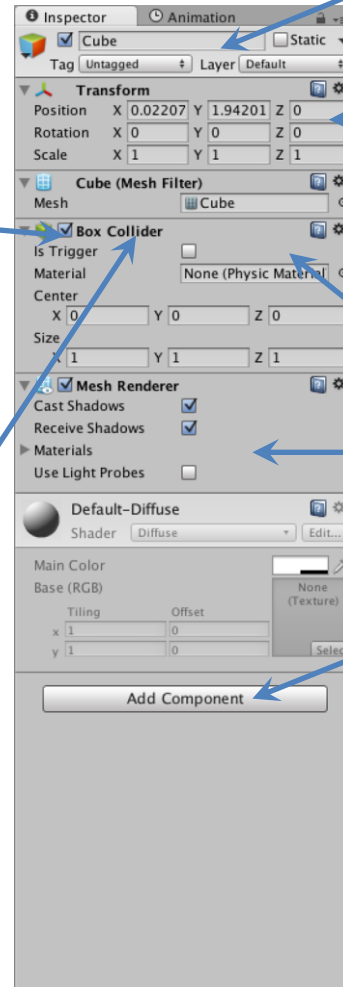 Inspector Animation
Cube Static
Tag Untagged Layer Default
Transform
Position X 0.02207 Y 1.94201 Z 0
Rotation X 0 Y 0 Z 0
Scale X 1 Y 1 Z 1
Cube (Mesh Filter)
Mesh Cube
Box Collider
Is Trigger
Material None (Physic Material
Center
X 0 Y 0 Z 0
Size
X 1 Y 1 Z 1
Mesh Renderer
Cast Shadows
Receive Shadows
Materials
Use Light Probes
Default-Diffuse
Shader Diffuse Edit...
Main Color
Base (RGB) None
(Texture)
Tiling Offset
x 1 0
y 1 0 Selec
Add Component